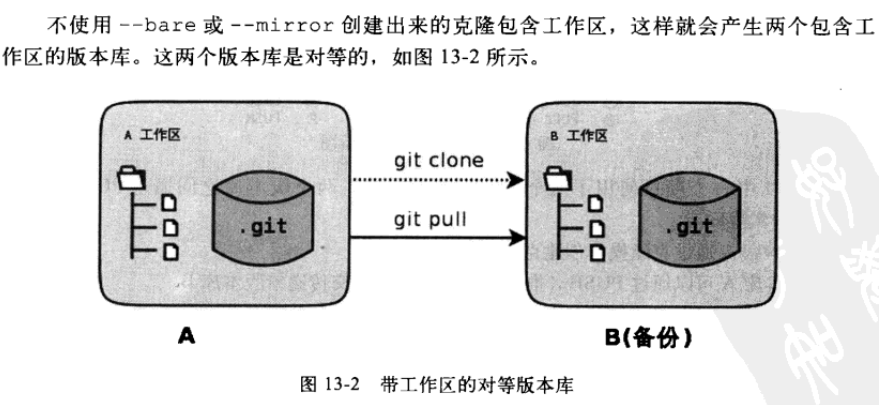 不使用 --bare 或 --mirror 创建出来的克隆包含工作区，这样就会产生两个包含工
作区的版本库。这两个版本库是对等的，如图 13-2 所示。
A 工作区
B 工作区
git clone
git pull
.git
.git
A
B(备份)
图 13-2 带工作区的对等版本库